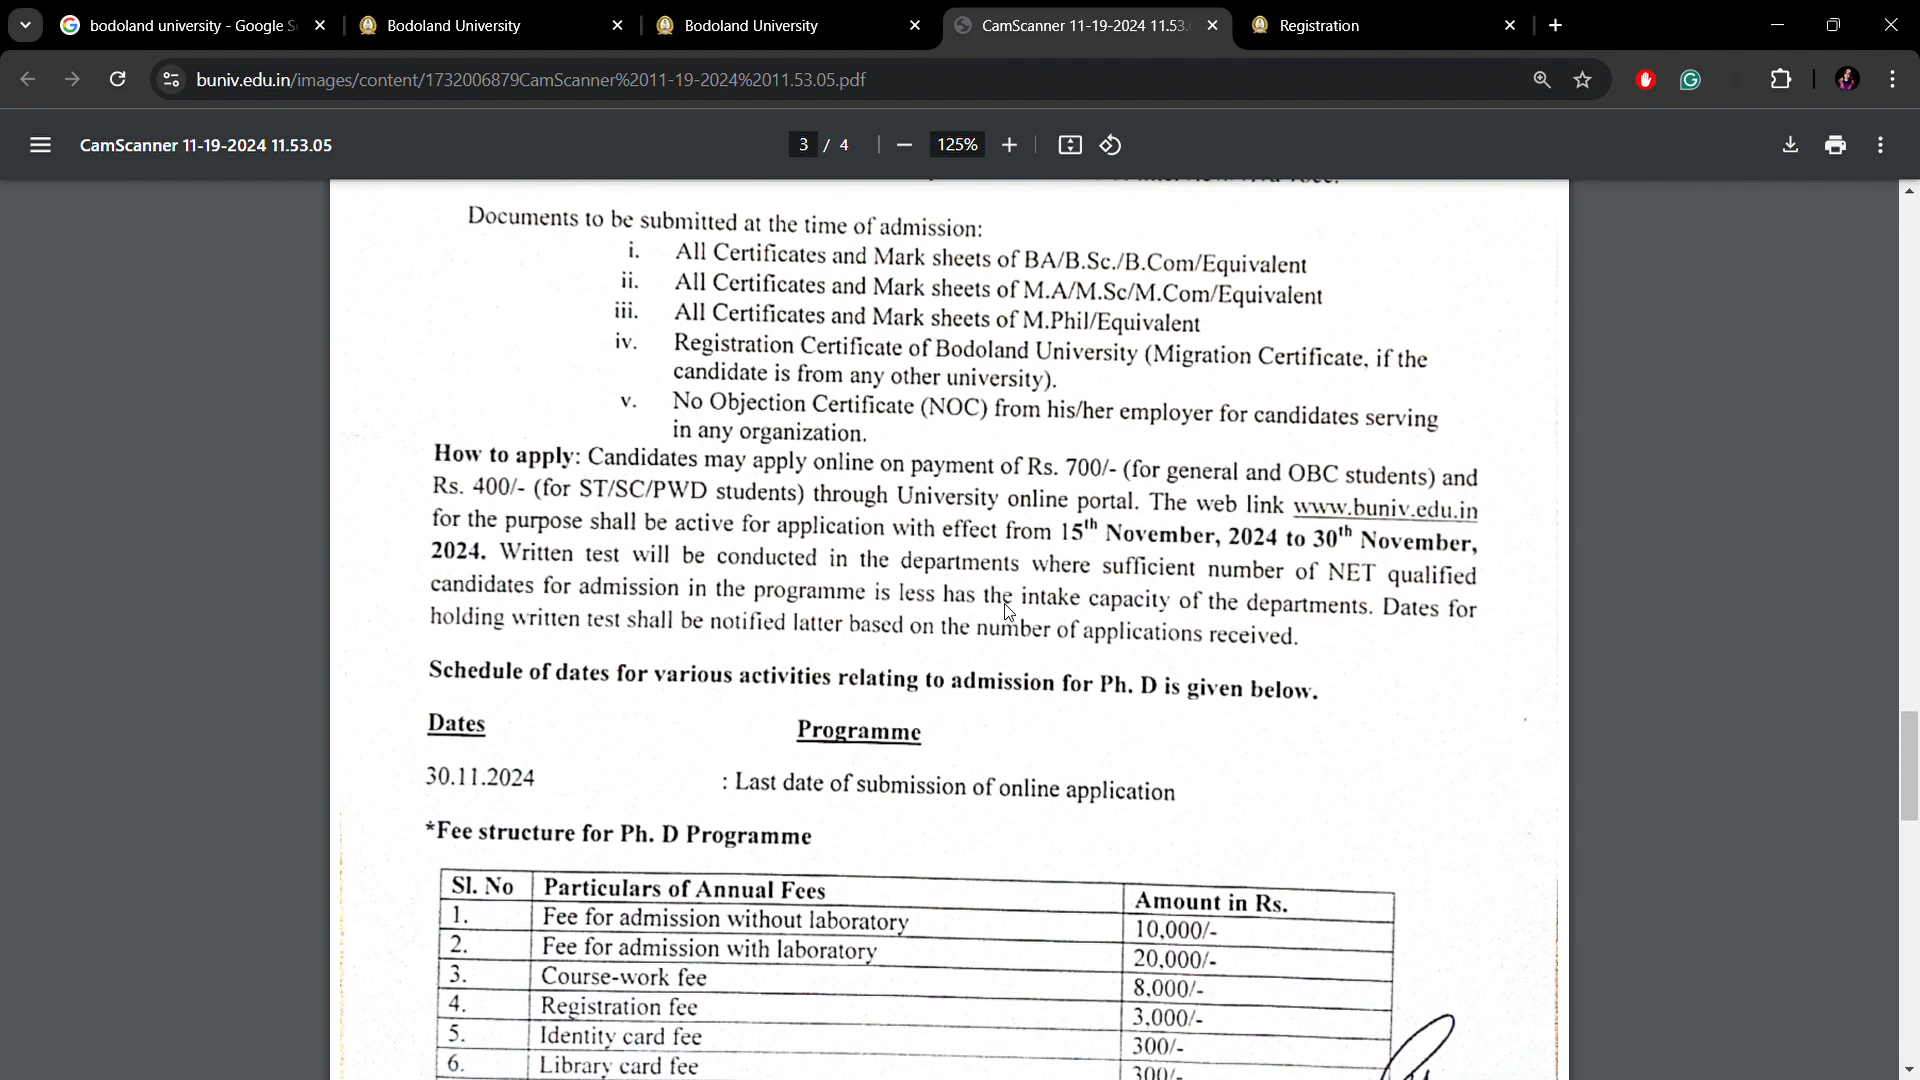 bodoland university - Google S
Bodoland University
Bodoland University
CamScanner 11-19-2024 11.53
Registration
buniv.edu.in/images/content/1732006879CamScanner%2011-19-2024%2011.53.05.pdf
CamScanner 11-19-2024 11.53.05
3 / 4
125%
Documents to be submitted at the time of admission:
i. All Certificates and Mark sheets of BA/B.Sc./B.Com/Equivalent
ii. All Certificates and Mark sheets of M.A/M.Sc/M.Com/Equivalent
iii. All Certificates and Mark sheets of M.Phil/Equivalent
iv. Registration Certificate of Bodoland University (Migration Certificate, if the
candidate is from any other university).
v. No Objection Certificate (NOC) from his/her employer for candidates serving
in any organization.
How to apply: Candidates may apply online on payment of Rs. 700/- (for general and OBC students) and
Rs. 400/- (for ST/SC/PWD students) through University online portal. The web link www.buniv.edu.in
for the purpose shall be active for application with effect from 15th November, 2024 to 30th November,
2024. Written test will be conducted in the departments where sufficient number of NET qualified
candidates for admission in the programme is less has the intake capacity of the departments. Dates for
holding written test shall be notified latter based on the number of applications received.
Schedule of dates for various activities relating to admission for Ph. D is given below.
Dates Programme
30.11.2024 : Last date of submission of online application
*Fee structure for Ph. D Programme
Sl. No Particulars of Annual Fees Amount in Rs.
1. Fee for admission without laboratory 10,000/-
2. Fee for admission with laboratory 20,000/-
3. Course-work fee 8,000/-
4. Registration fee 3,000/-
5. Identity card fee 300/-
6. Library card fee 300/-